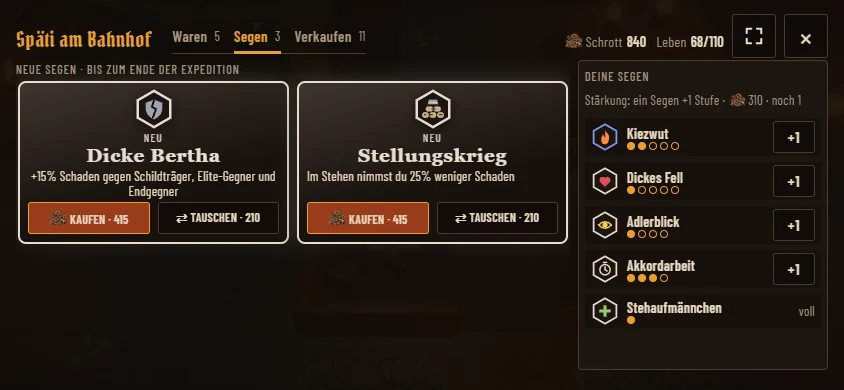 Späti am Bahnhof
Waren 5 Segen 3 Verkaufen 11
Schrott 840 Leben 68/110
×
NEUE SEGEN · BIS ZUM ENDE DER EXPEDITION
NEU
Dicke Bertha
+15% Schaden gegen Schildträger, Elite-Gegner und
Endgegner
KAUFEN · 415
⇄ TAUSCHEN · 210
NEU
Stellungskrieg
Im Stehen nimmst du 25% weniger Schaden
KAUFEN · 415
⇄ TAUSCHEN · 210
DEINE SEGEN
Stärkung: ein Segen +1 Stufe · 310 · noch 1
Kiezwut
+1
Dickes Fell
+1
Adlerblick
+1
Akkordarbeit
+1
Stehaufmännchen
voll